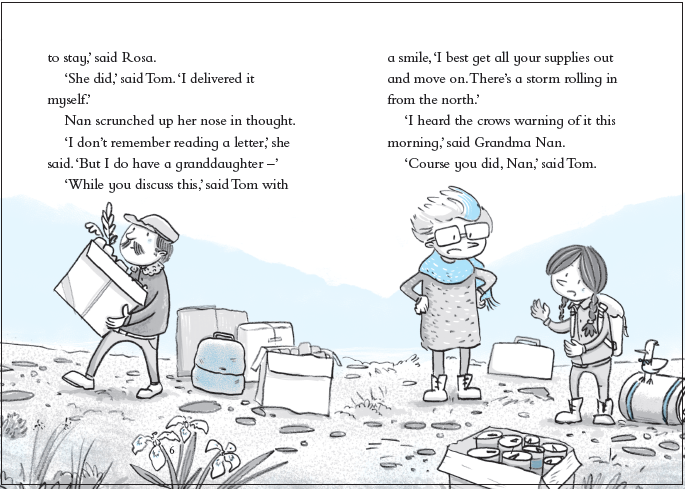 to stay,’ said Rosa.
‘She did,’ said Tom. ‘I delivered it
myself.’
Nan scrunched up her nose in thought.
‘I don’t remember reading a letter,’ she
said. ‘But I do have a granddaughter –’
‘While you discuss this,’ said Tom with
6
a smile, ‘I best get all your supplies out
and move on. There’s a storm rolling in
from the north.’
‘I heard the crows warning of it this
morning,’ said Grandma Nan.
‘Course you did, Nan,’ said Tom.